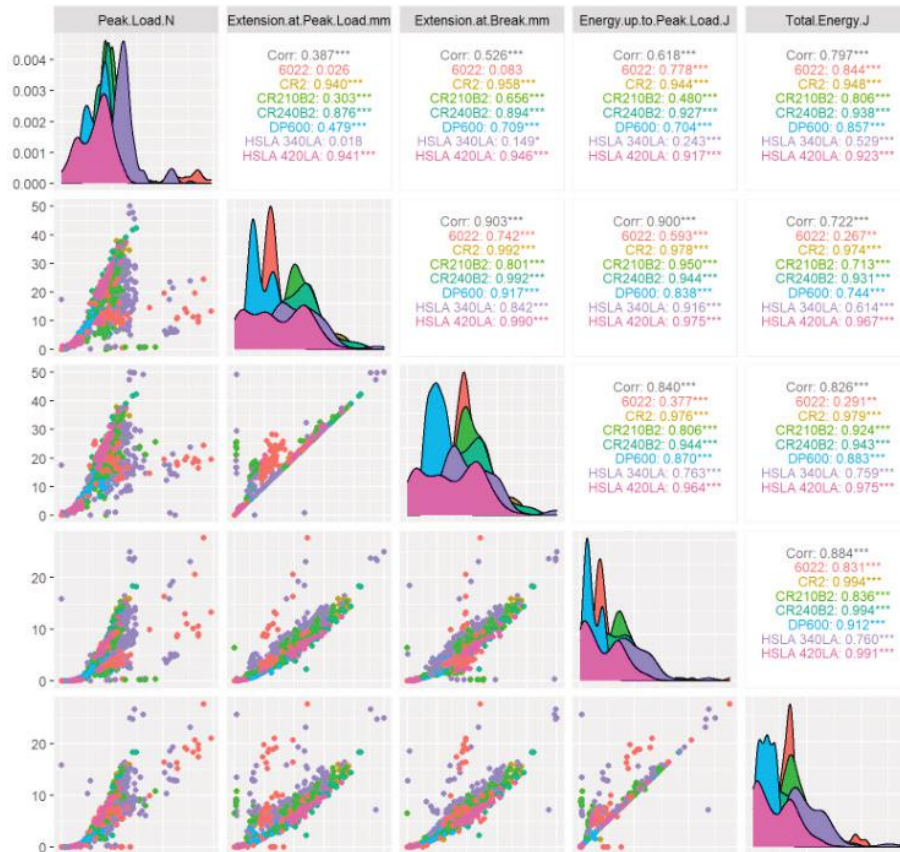 Peak.Load.N Extension.at.Peak.Load.mm Extension.at.Break.mm Energy.up.to.Peak.Load.J Total.Energy.J
0.004
0.003
0.002
0.001
0.000
Corr: 0.387***
6022: 0.026
CR2: 0.940***
CR210B2: 0.303***
CR240B2: 0.876***
DP600: 0.479***
HSLA 340LA: 0.018
HSLA 420LA: 0.941***
Corr: 0.526***
6022: 0.083
CR2: 0.958***
CR210B2: 0.656***
CR240B2: 0.894***
DP600: 0.709***
HSLA 340LA: 0.149*
HSLA 420LA: 0.946***
Corr: 0.618***
6022: 0.778***
CR2: 0.944***
CR210B2: 0.480***
CR240B2: 0.927***
DP600: 0.704***
HSLA 340LA: 0.243***
HSLA 420LA: 0.917***
Corr: 0.797***
6022: 0.844***
CR2: 0.948***
CR210B2: 0.806***
CR240B2: 0.938***
DP600: 0.857***
HSLA 340LA: 0.529***
HSLA 420LA: 0.923***
50
40
30
20
10
0
Corr: 0.903***
6022: 0.742***
CR2: 0.992***
CR210B2: 0.801***
CR240B2: 0.992***
DP600: 0.917***
HSLA 340LA: 0.842***
HSLA 420LA: 0.990***
Corr: 0.900***
6022: 0.593***
CR2: 0.978***
CR210B2: 0.950***
CR240B2: 0.944***
DP600: 0.838***
HSLA 340LA: 0.916***
HSLA 420LA: 0.975***
Corr: 0.722***
6022: 0.267**
CR2: 0.974***
CR210B2: 0.713***
CR240B2: 0.931***
DP600: 0.744***
HSLA 340LA: 0.614***
HSLA 420LA: 0.967***
50
40
30
20
10
0
Corr: 0.840***
6022: 0.377***
CR2: 0.976***
CR210B2: 0.806***
CR240B2: 0.944***
DP600: 0.870***
HSLA 340LA: 0.763***
HSLA 420LA: 0.964***
Corr: 0.826***
6022: 0.291**
CR2: 0.979***
CR210B2: 0.924***
CR240B2: 0.943***
DP600: 0.883***
HSLA 340LA: 0.759***
HSLA 420LA: 0.975***
20
10
0
Corr: 0.884***
6022: 0.831***
CR2: 0.994***
CR210B2: 0.836***
CR240B2: 0.994***
DP600: 0.912***
HSLA 340LA: 0.760***
HSLA 420LA: 0.991***
20
10
0